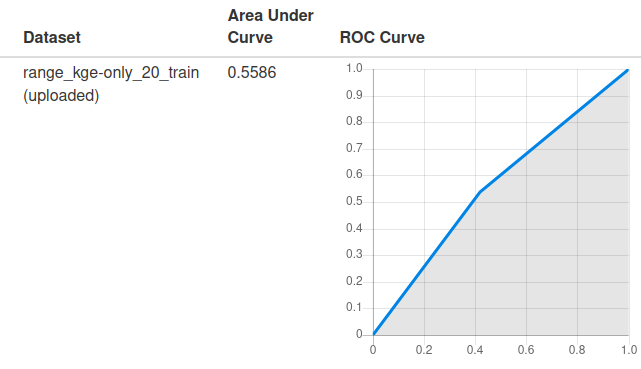 Area Under
Dataset Curve ROC Curve
range_kge-only_20_train 0.5586
(uploaded)
1.0
0.9
0.8
0.7
0.6
0.5
0.4
0.3
0.2
0.1
0
0 0.2 0.4 0.6 0.8 1.0